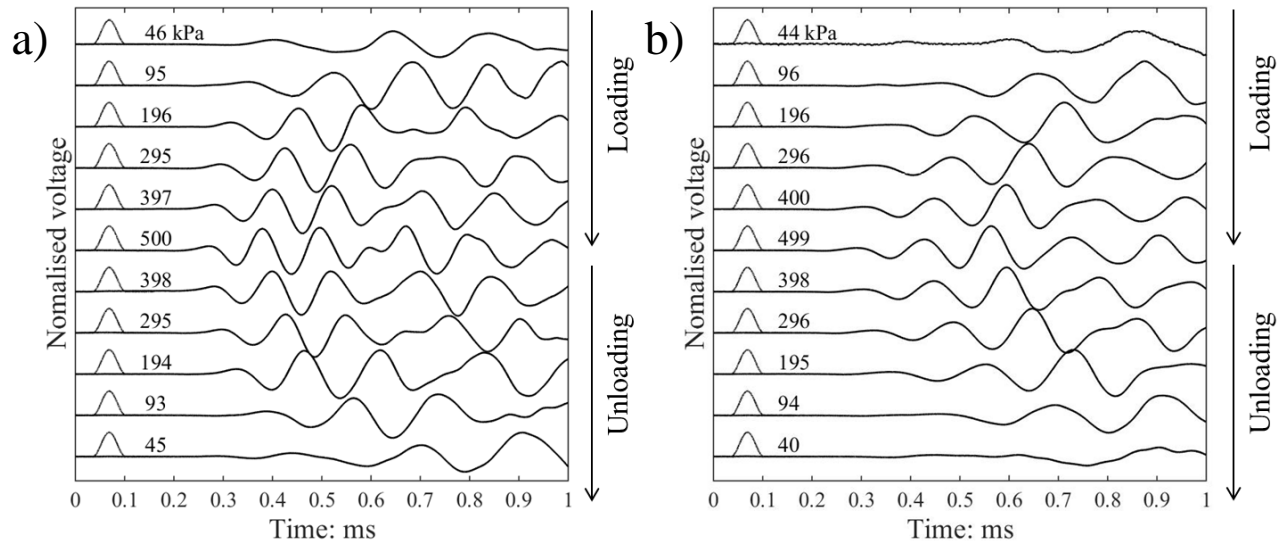 a)
Nomalised voltage
46 kPa
95
196
295
397
500
398
295
194
93
45
0 0.1 0.2 0.3 0.4 0.5 0.6 0.7 0.8 0.9 1
Time: ms
Loading
Unloading
b)
Nomalised voltage
44 kPa
96
196
296
400
499
398
296
195
94
40
0 0.1 0.2 0.3 0.4 0.5 0.6 0.7 0.8 0.9 1
Time: ms
Loading
Unloading